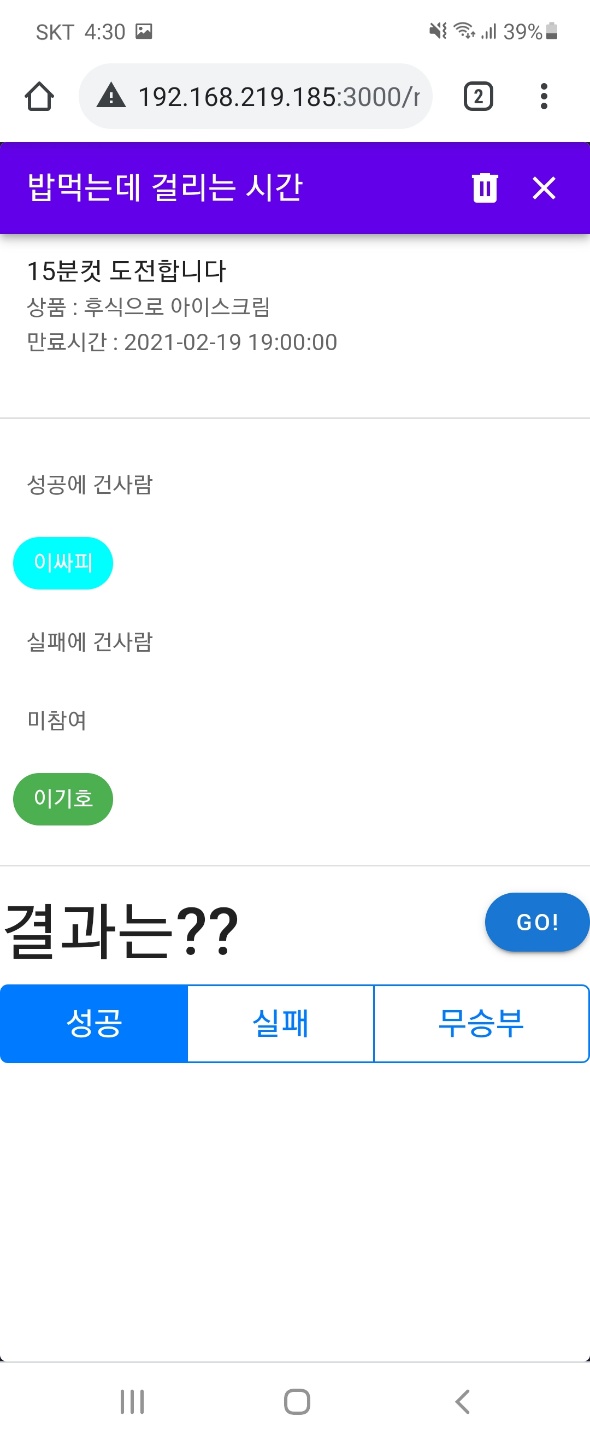 SKT 4:30
39%
192.168.219.185:3000/r
2
밥먹는데 걸리는 시간
15분컷 도전합니다
상품 : 후식으로 아이스크림
만료시간 : 2021-02-19 19:00:00
성공에 건사람
이싸피
실패에 건사람
미참여
이기호
결과는??
GO!
성공
실패
무승부